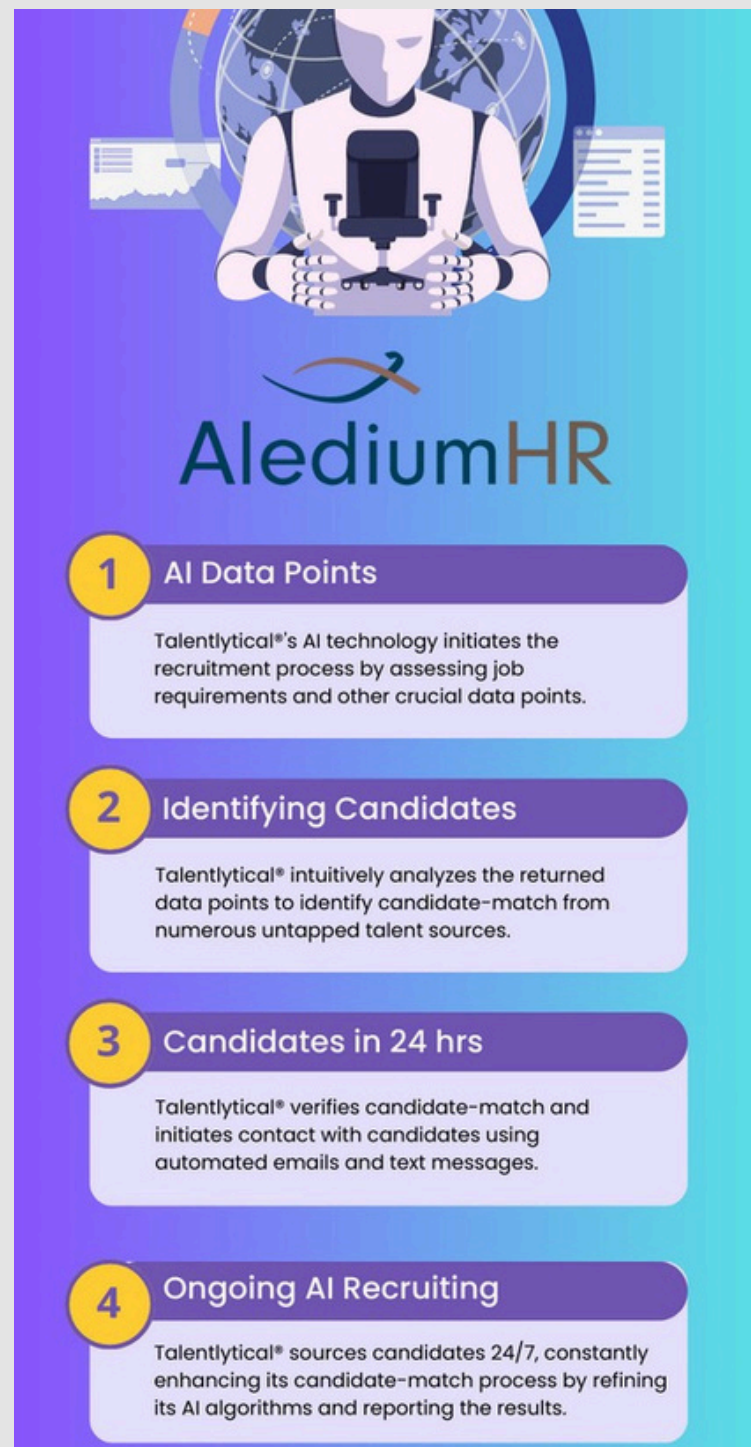 AlediumHR
1
AI Data Points
Talentlytical®'s AI technology initiates the
recruitment process by assessing job
requirements and other crucial data points.
2
Identifying Candidates
Talentlytical® intuitively analyzes the returned
data points to identify candidate-match from
numerous untapped talent sources.
3
Candidates in 24 hrs
Talentlytical® verifies candidate-match and
initiates contact with candidates using
automated emails and text messages.
4
Ongoing AI Recruiting
Talentlytical® sources candidates 24/7, constantly
enhancing its candidate-match process by refining
its AI algorithms and reporting the results.